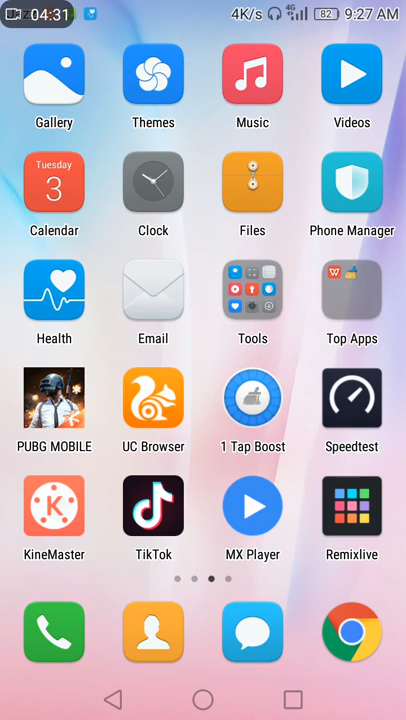 04:31 4K/s 4G 82 9:27 AM
Gallery Themes Music Videos
Tuesday
3
Calendar Clock Files Phone Manager
Health Email Tools Top Apps
PUBG MOBILE UC Browser 1 Tap Boost Speedtest
K
KineMaster TikTok MX Player Remixlive